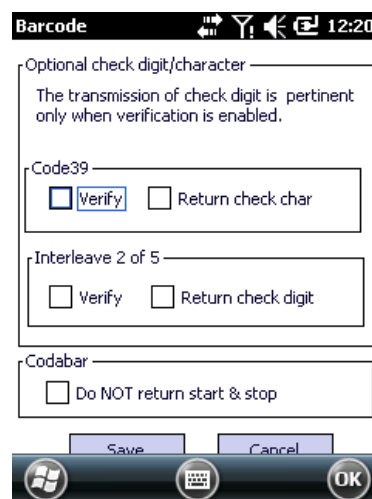 Barcode 12:20
Optional check digit/character
The transmission of check digit is pertinent
only when verification is enabled.
Code39
Verify Return check char
Interleave 2 of 5
Verify Return check digit
Codabar
Do NOT return start & stop
Save Cancel
OK